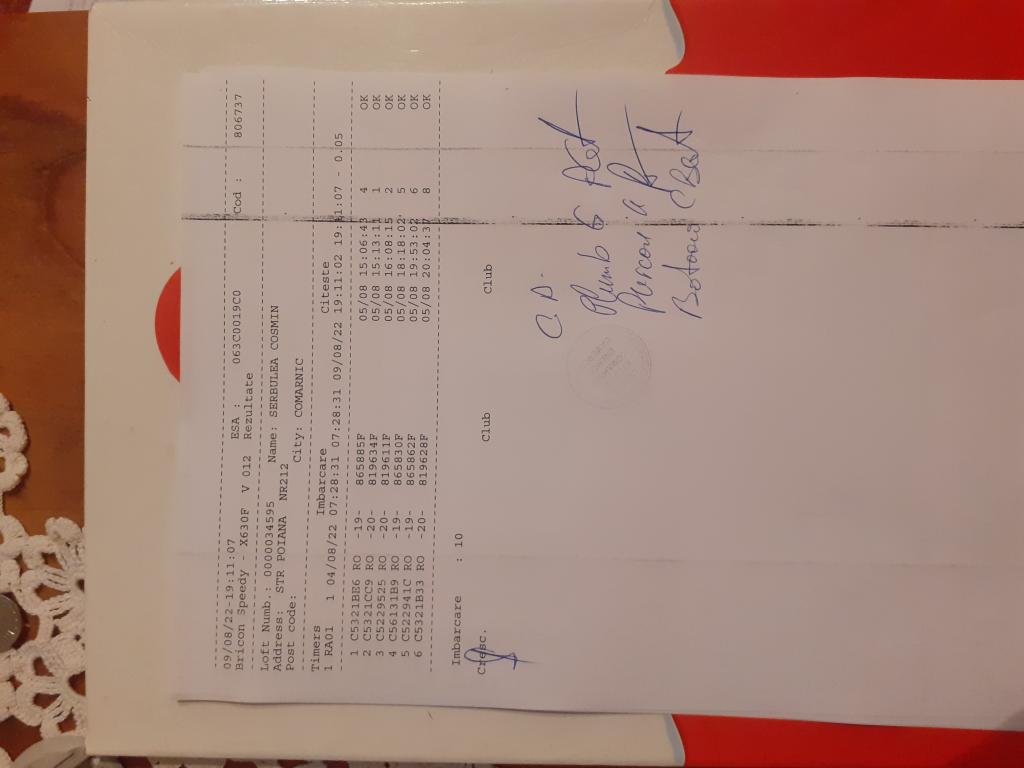 09/08/22-19:11:07
Bricon Speedy - X630F V 012 ESA : 063C0019C0 Cod : 806737
Rezultate
Loft Numb.: 0000034595 Name: SERBULEA COSMIN
Address: STR POIANA NR212
Post code: City: COMARNIC
Timers Imbarcare Citeste
1 RA01 1 04/08/22 07:28:31 07:28:31 09/08/22 19:11:02 19:11:07 - 0.05
1 C5321BE6 RO -19- 865885F 05/08 15:06:43 4 OK
2 C5321CC9 RO -20- 819634F 05/08 15:13:11 1 OK
3 C5229525 RO -20- 819611F 05/08 16:08:15 2 OK
4 C56131B9 RO -19- 865830F 05/08 18:18:02 5 OK
5 C522941C RO -19- 865862F 05/08 19:53:02 6 OK
6 C5321B33 RO -20- 819628F 05/08 20:04:37 8 OK
Imbarcare : 10
Cresc. Club Club